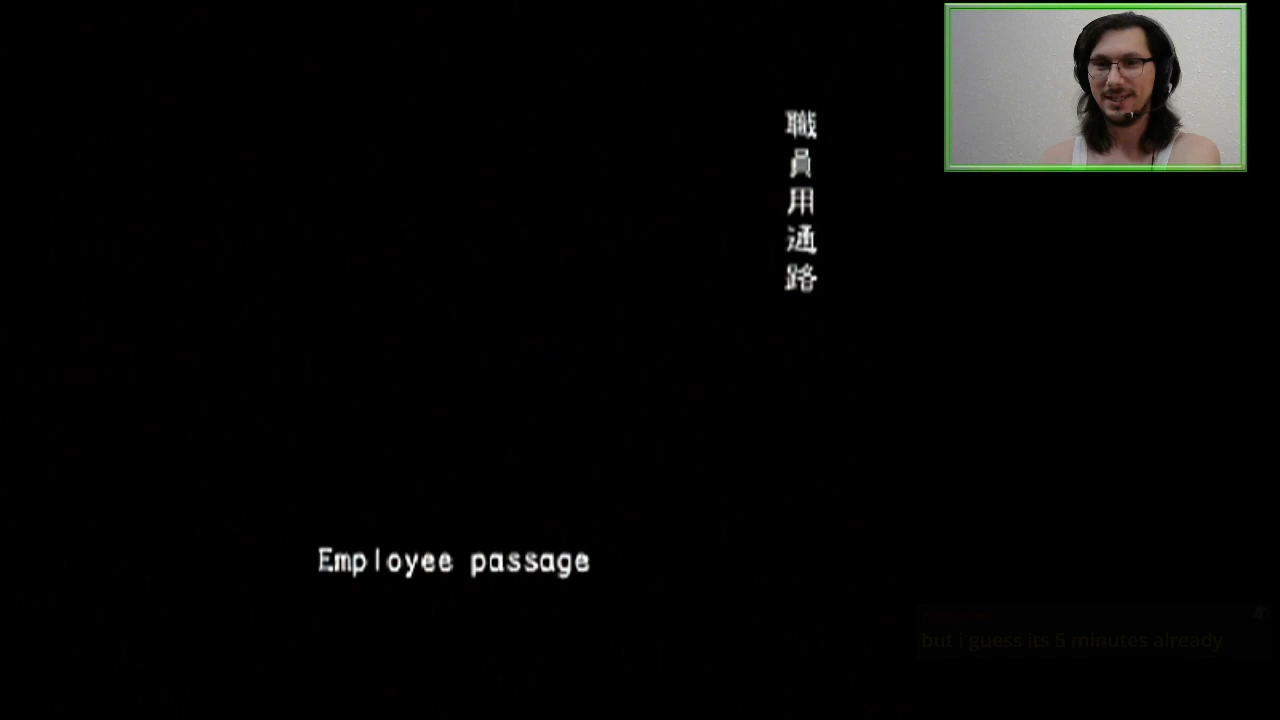 職員用通路
Employee passage
but i guess its 5 minutes already